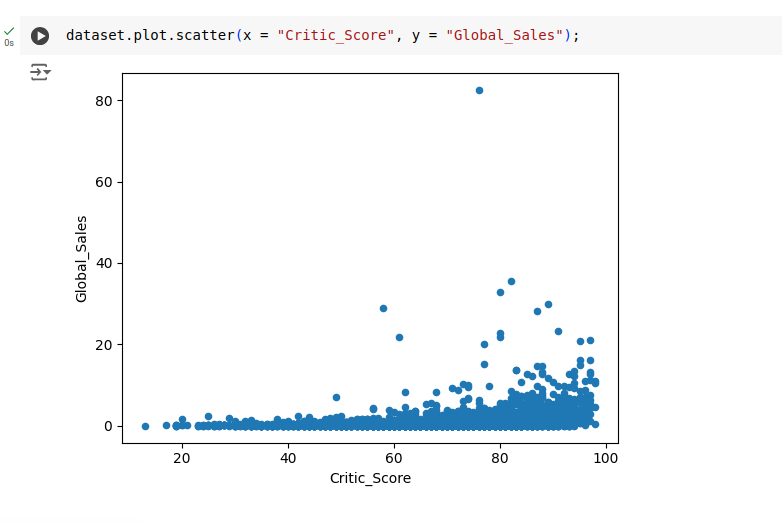 dataset.plot.scatter(x = "Critic_Score", y = "Global_Sales");
0s
80
60
40
20
0
Global_Sales
20 40 60 80 100
Critic_Score